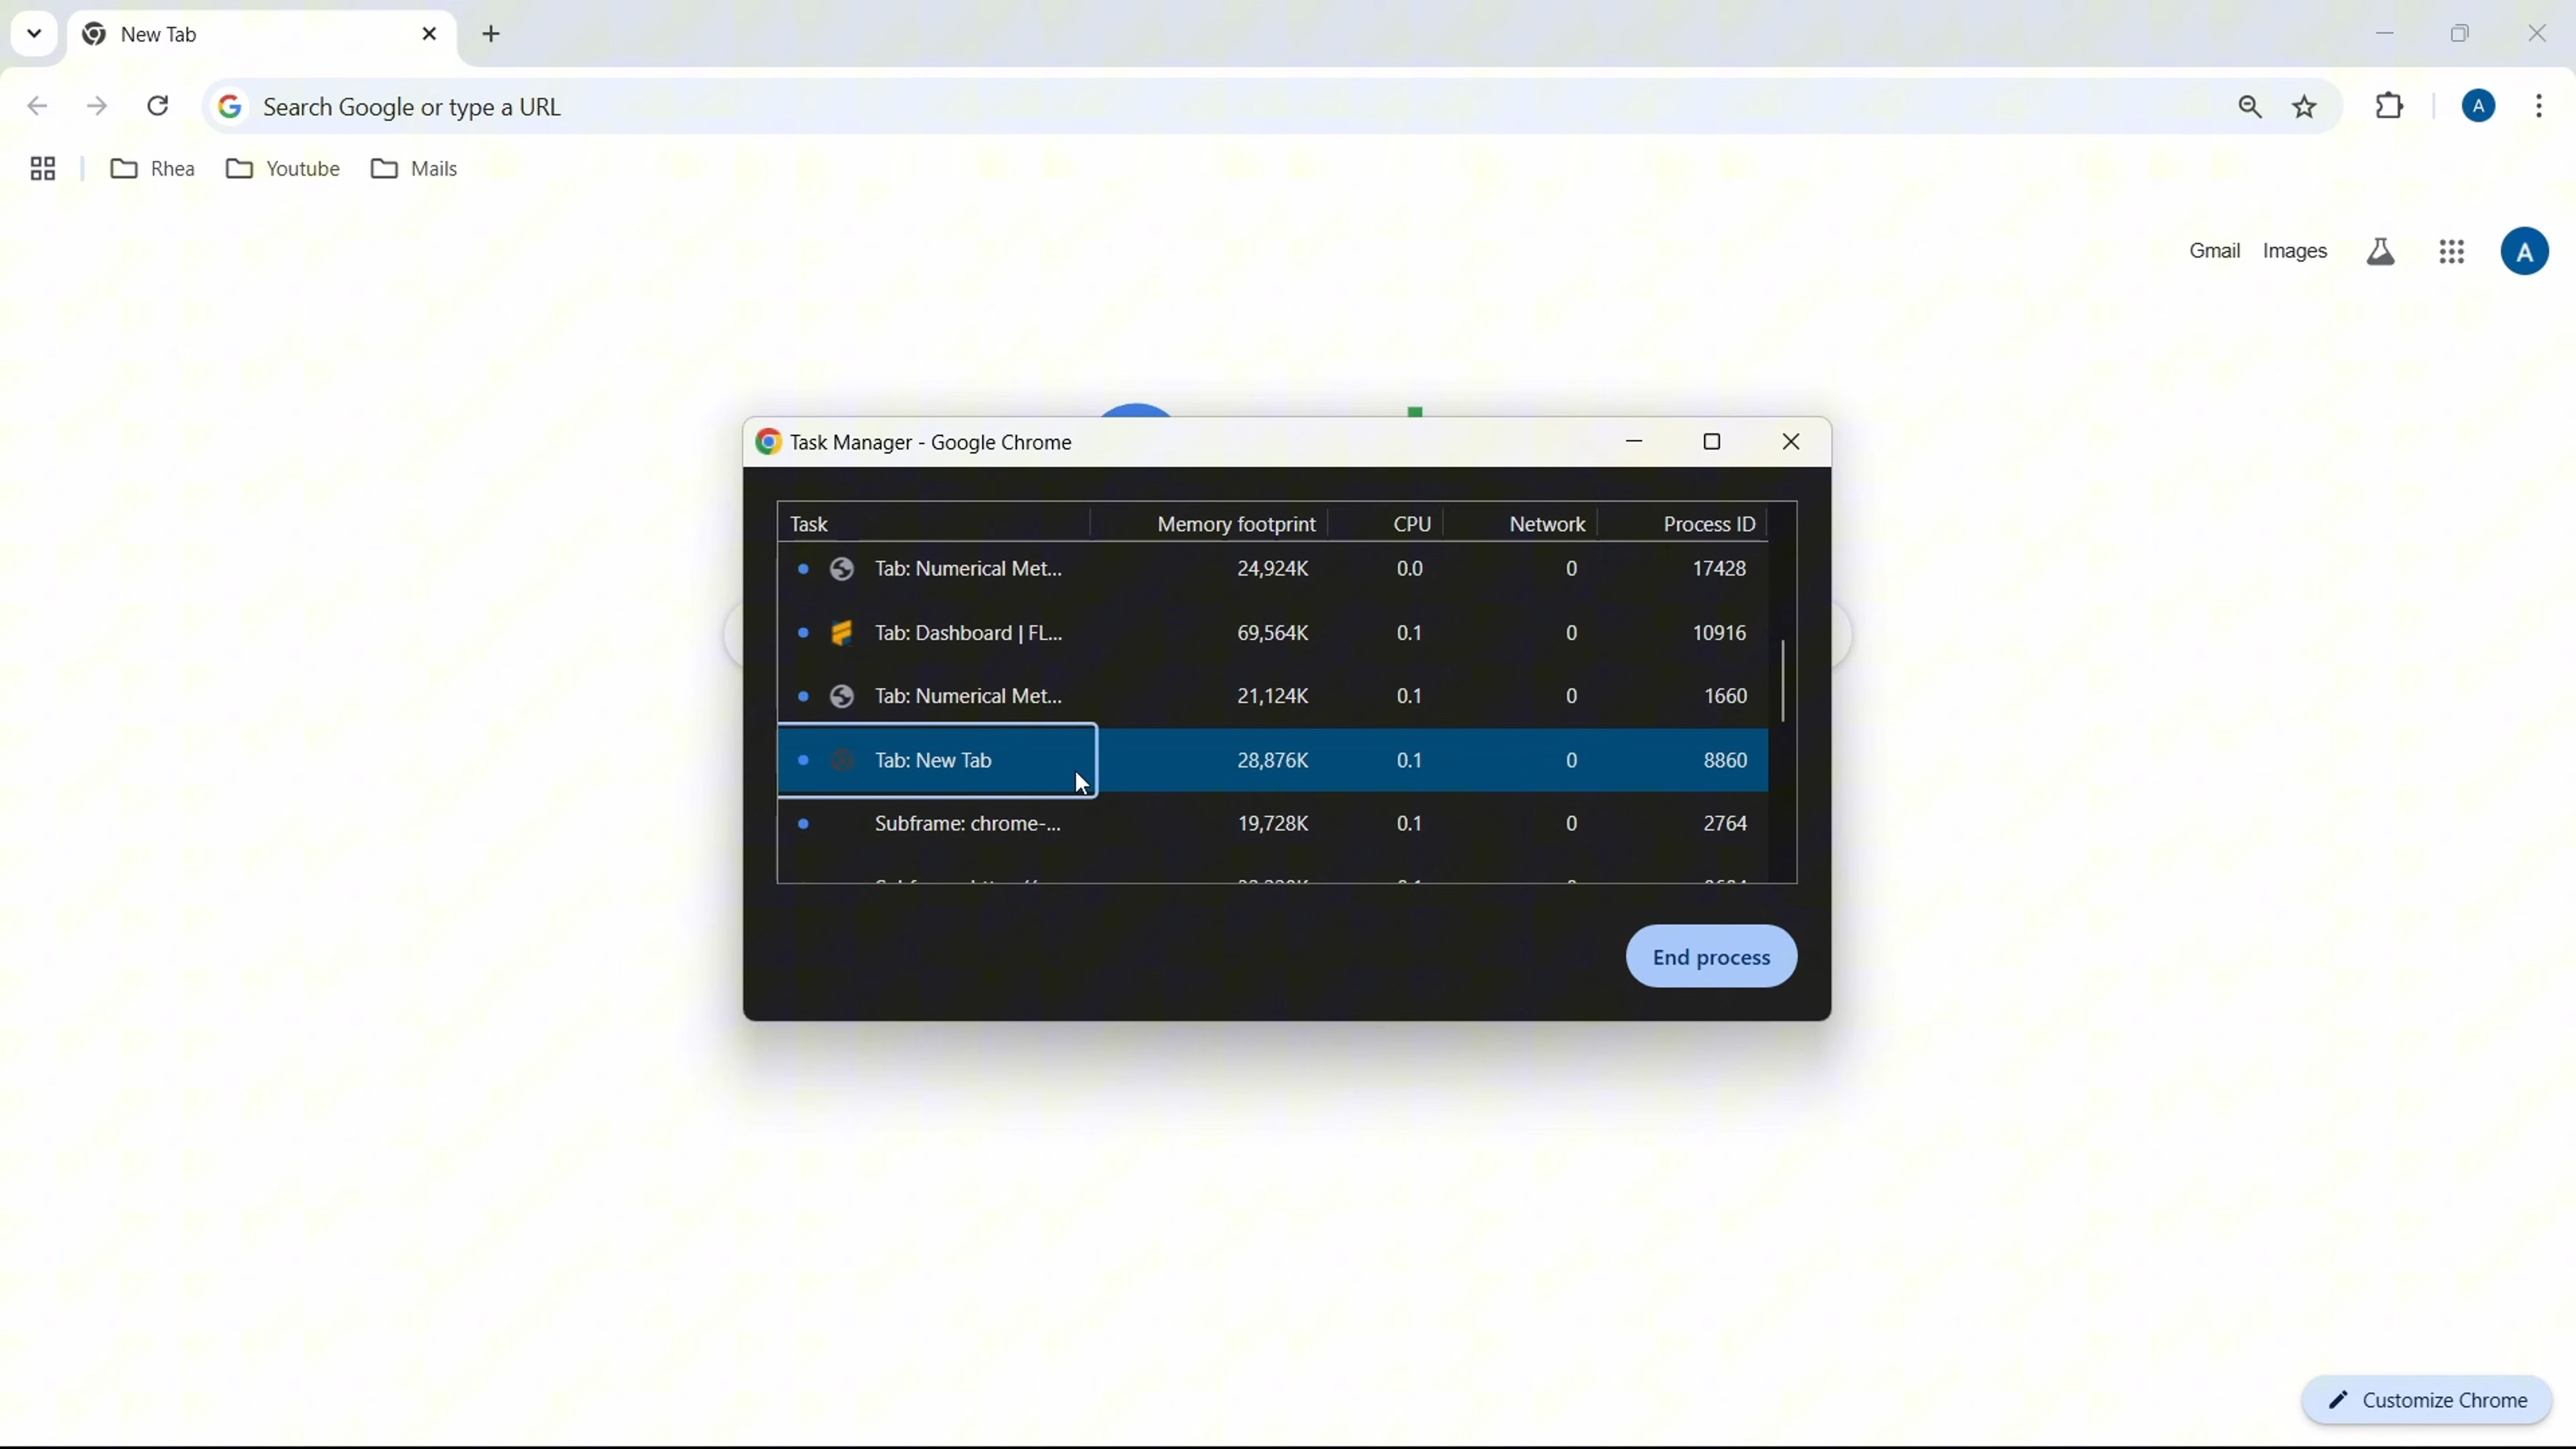 New Tab
Search Google or type a URL
A
Rhea Youtube Mails
Gmail Images A
Task Manager - Google Chrome
Task Memory footprint CPU Network Process ID
Tab: Numerical Met... 24,924K 0.0 0 17428
Tab: Dashboard | FL... 69,564K 0.1 0 10916
Tab: Numerical Met... 21,124K 0.1 0 1660
Tab: New Tab 28,876K 0.1 0 8860
Subframe: chrome-... 19,728K 0.1 0 2764
End process
Customize Chrome